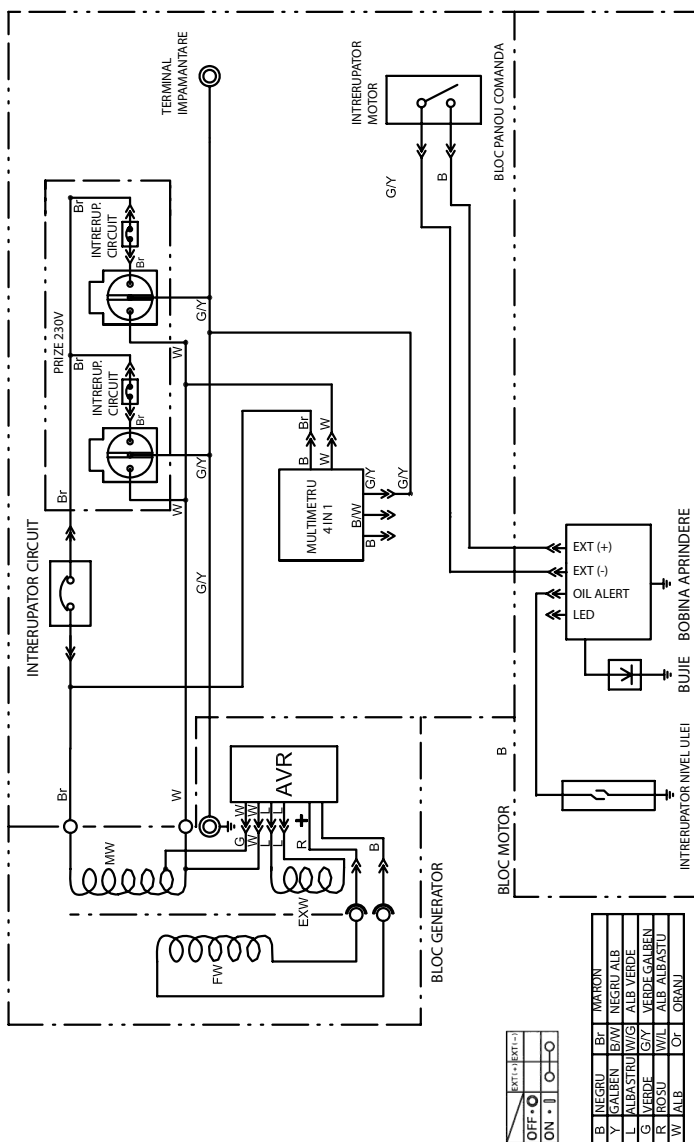 INTRERUPATOR CIRCUIT
PRIZE 230V
Br
Br
Br
Br
INTRERUP.
CIRCUIT
Br
INTRERUP.
CIRCUIT
Br
TERMINAL
IMPAMANTARE
W
W
W
G/Y
G/Y
G/Y
MW
EXW
FW
G
W
W
W
L
L
L
L
R
+
B
AVR
BLOC GENERATOR
B
Br
W
W
MULTIMETRU
4 IN 1
B
B/W
G/Y
G/Y
INTRERUPATOR
MOTOR
G/Y
B
BLOC PANOU COMANDA
BLOC MOTOR
B
EXT (+)
EXT (-)
OIL ALERT
LED
BOBINA APRINDERE
BUJIE
INTRERUPATOR NIVEL ULEI
EXT(+) EXT(-)
OFF • O
ON • I
B NEGRU Br MARON
Y GALBEN B/W NEGRU ALB
L ALBASTRU W/G ALB VERDE
G VERDE G/Y VERDE GALBEN
R ROSU W/L ALB ALBASTU
W ALB Or ORANJ